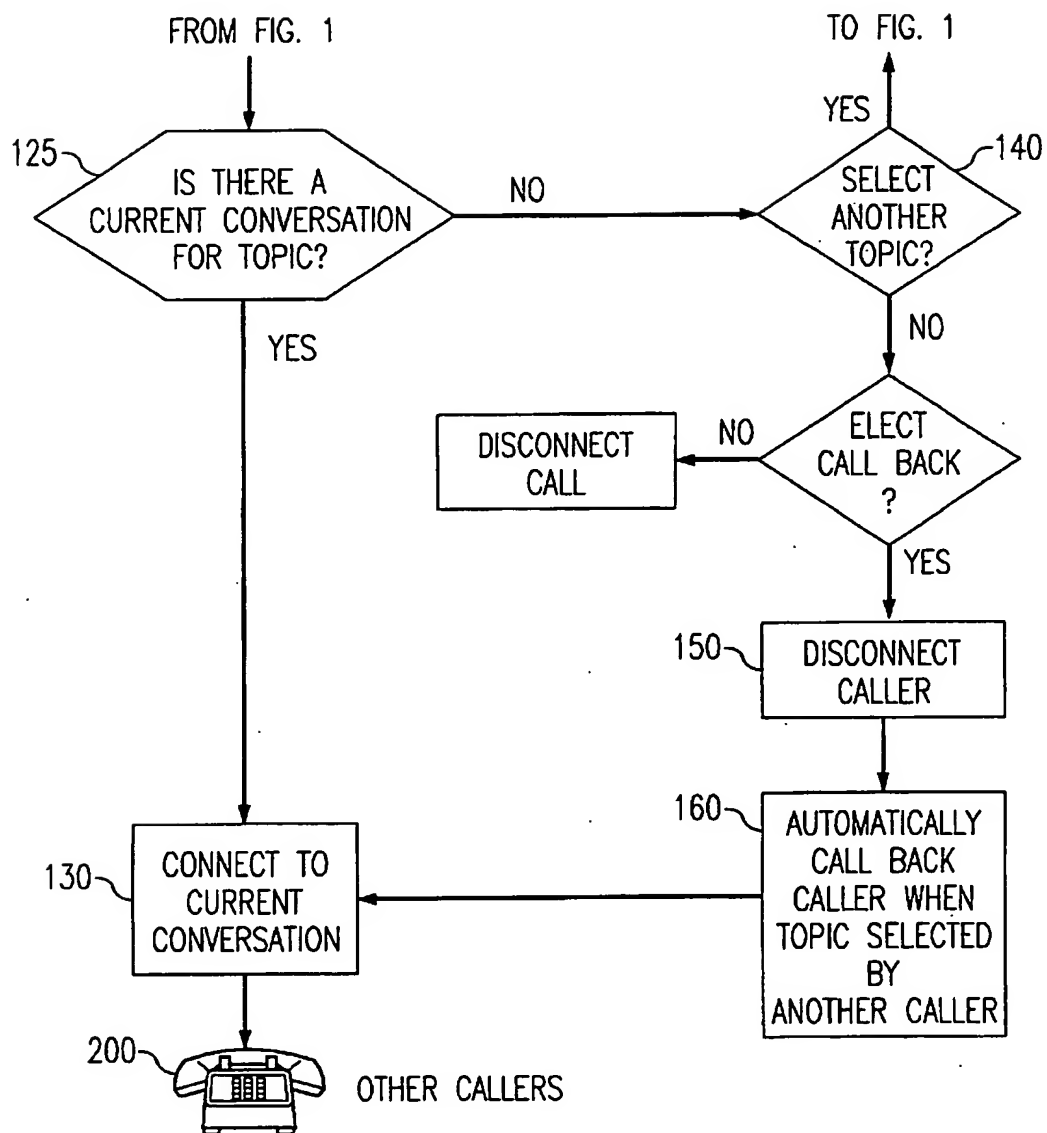 FROM FIG. 1
TO FIG. 1
YES
125
IS THERE A
CURRENT CONVERSATION
FOR TOPIC?
NO
140
SELECT
ANOTHER
TOPIC?
YES
NO
DISCONNECT
CALL
NO
ELECT
CALL BACK
?
YES
150
DISCONNECT
CALLER
130
CONNECT TO
CURRENT
CONVERSATION
160
AUTOMATICALLY
CALL BACK
CALLER WHEN
TOPIC SELECTED
BY
ANOTHER CALLER
200
OTHER CALLERS